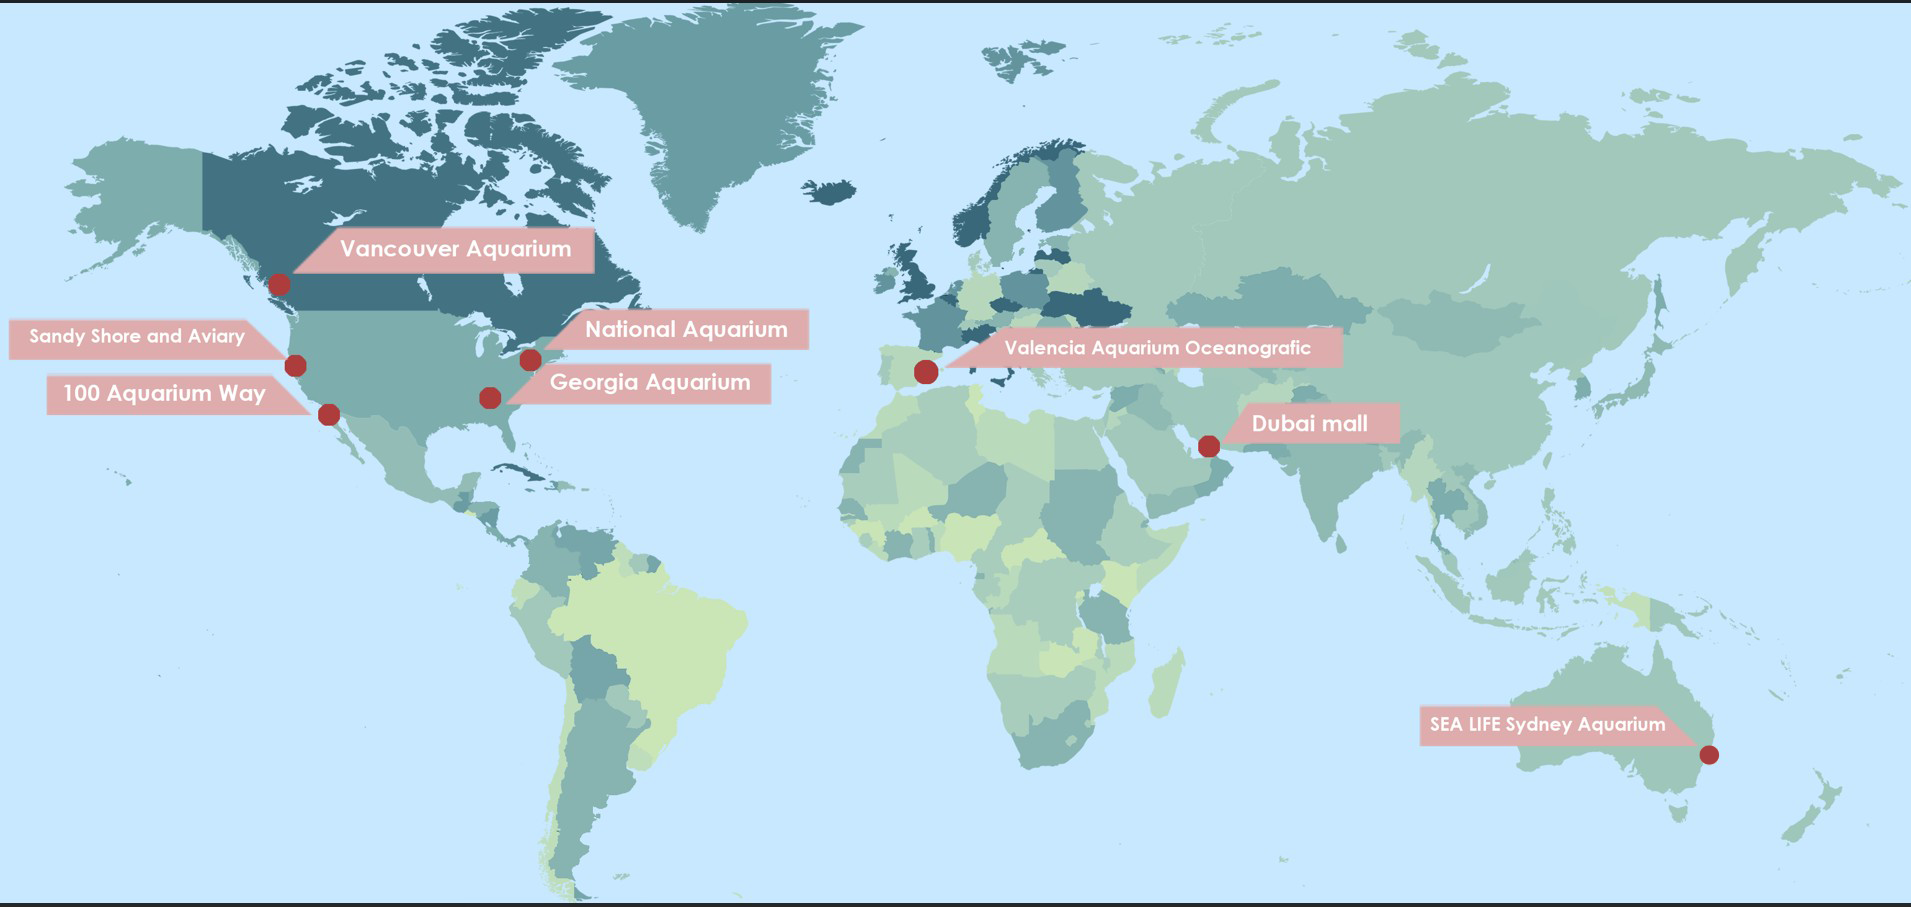 Vancouver Aquarium
National Aquarium
Sandy Shore and Aviary
Valencia Aquarium Oceanografic
Georgia Aquarium
100 Aquarium Way
Dubai mall
SEA LIFE Sydney Aquarium